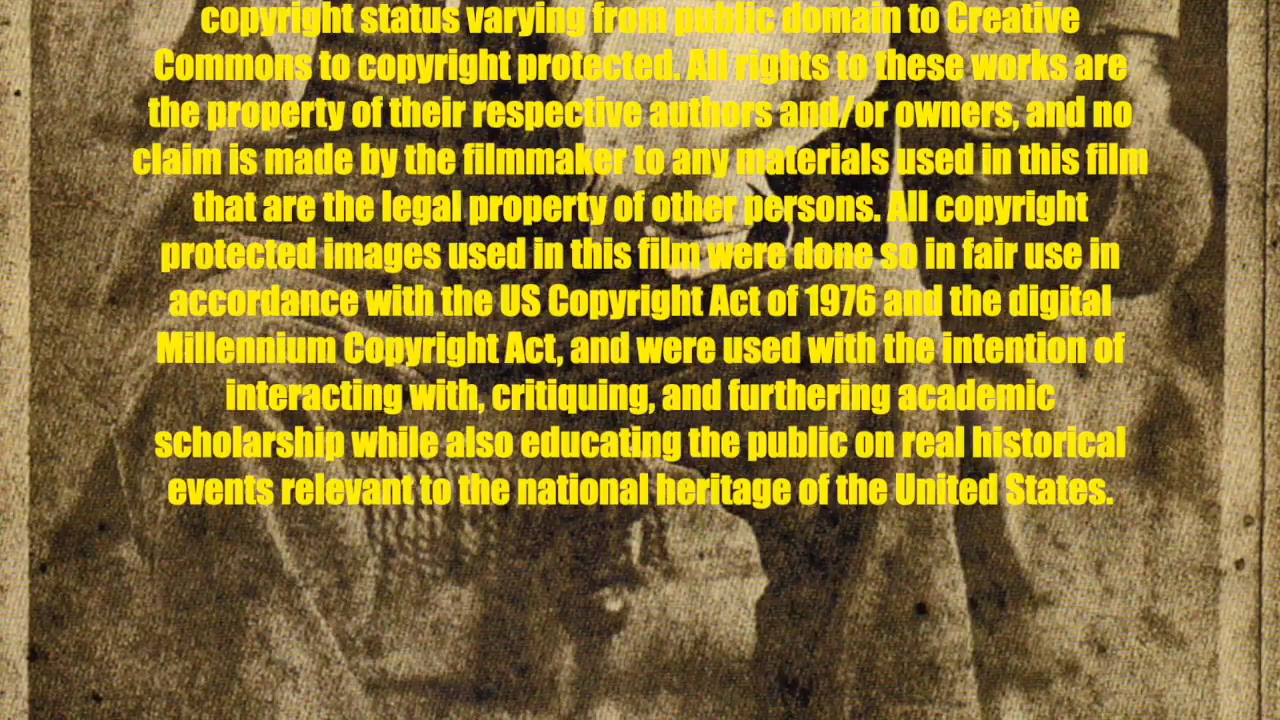 copyright status varying from public domain to Creative
Commons to copyright protected. All rights to these works are
the property of their respective authors and/or owners, and no
claim is made by the filmmaker to any materials used in this film
that are the legal property of other persons. All copyright
protected images used in this film were done so in fair use in
accordance with the US Copyright Act of 1976 and the digital
Millennium Copyright Act, and were used with the intention of
interacting with, critiquing, and furthering academic
scholarship while also educating the public on real historical
events relevant to the national heritage of the United States.